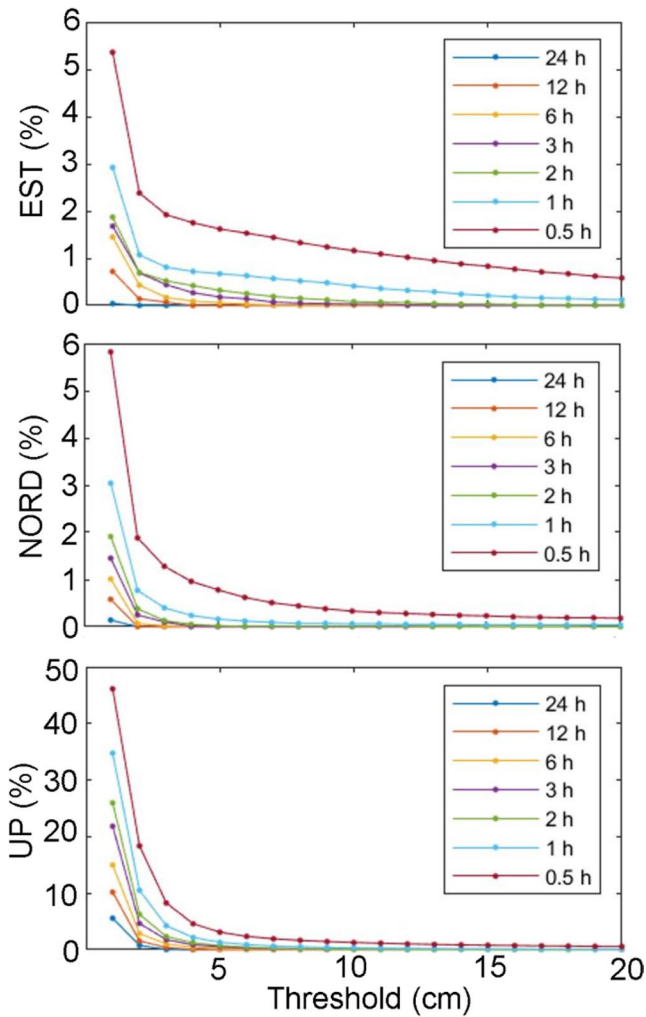 6
5
4
3
2
1
0
EST (%)
24 h
12 h
6 h
3 h
2 h
1 h
0.5 h
6
5
4
3
2
1
0
NORD (%)
24 h
12 h
6 h
3 h
2 h
1 h
0.5 h
50
40
30
20
10
0
UP (%)
24 h
12 h
6 h
3 h
2 h
1 h
0.5 h
5 10 15 20
Threshold (cm)